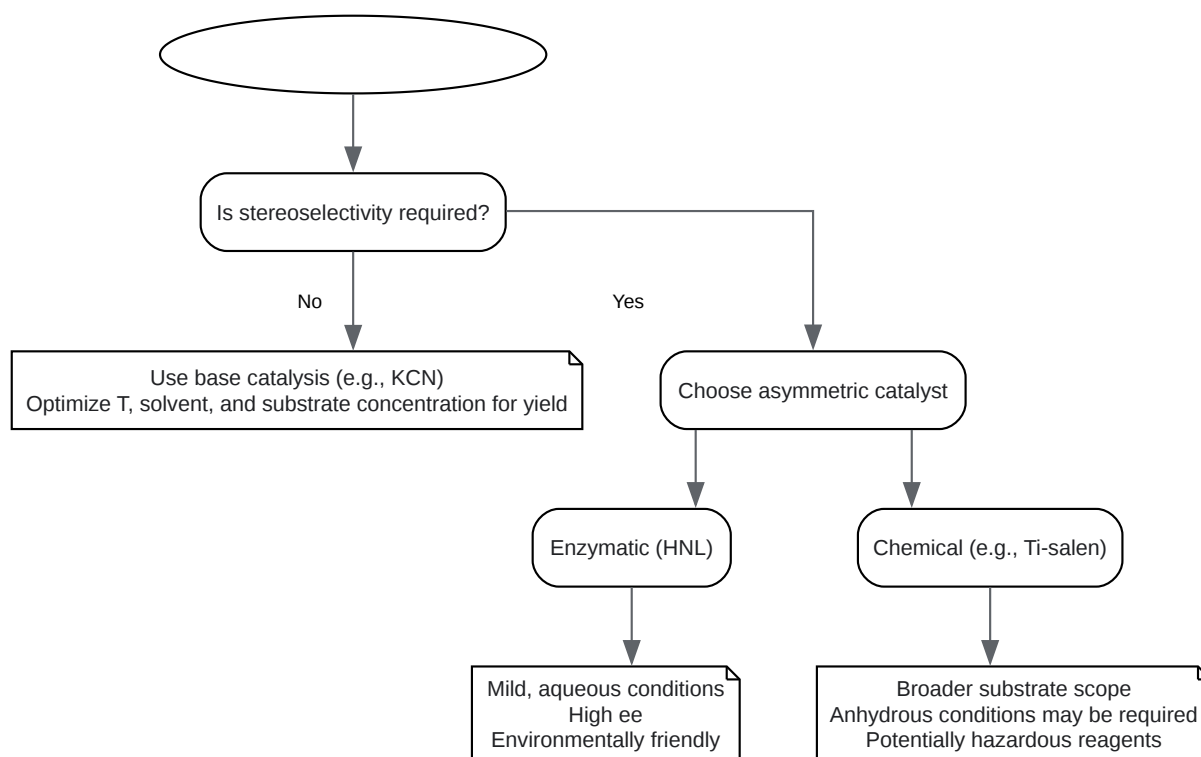 Is stereoselectivity required?
No
Yes
Use base catalysis (e.g., KCN)
Optimize T, solvent, and substrate concentration for yield
Choose asymmetric catalyst
Enzymatic (HNL)
Chemical (e.g., Ti-salen)
Mild, aqueous conditions
High ee
Environmentally friendly
Broader substrate scope
Anhydrous conditions may be required
Potentially hazardous reagents